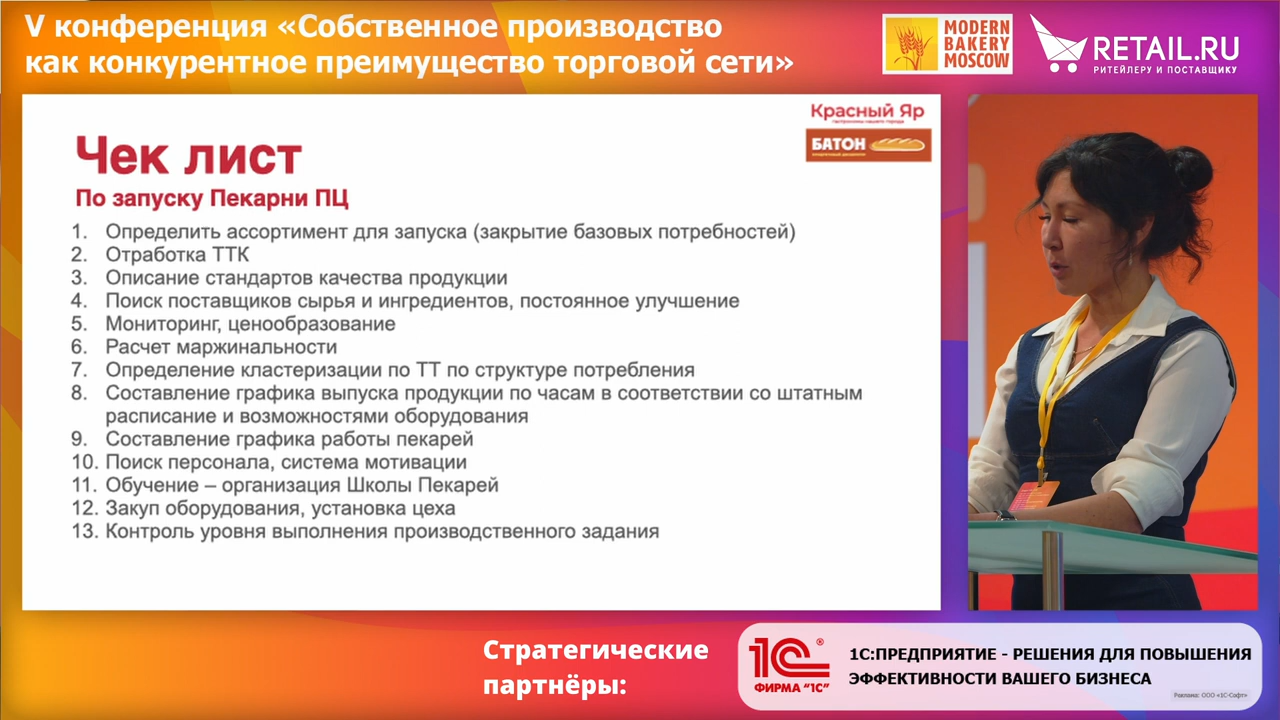 V конференция «Собственное производство
как конкурентное преимущество торговой сети»
MODERN
BAKERY
MOSCOW
RETAIL.RU
РИТЕЙЛЕРУ И ПОСТАВЩИКУ
Красный Яр
гастрономы нашего города
БАТОН
Чек лист
По запуску Пекарни ПЦ
1. Определить ассортимент для запуска (закрытие базовых потребностей)
2. Отработка ТТК
3. Описание стандартов качества продукции
4. Поиск поставщиков сырья и ингредиентов, постоянное улучшение
5. Мониторинг, ценообразование
6. Расчет маржинальности
7. Определение кластеризации по ТТ по структуре потребления
8. Составление графика выпуска продукции по часам в соответствии со штатным
расписание и возможностями оборудования
9. Составление графика работы пекарей
10. Поиск персонала, система мотивации
11. Обучение – организация Школы Пекарей
12. Закуп оборудования, установка цеха
13. Контроль уровня выполнения производственного задания
Стратегические
партнёры:
1С®
ФИРМА "1С"
1С:ПРЕДПРИЯТИЕ - РЕШЕНИЯ ДЛЯ ПОВЫШЕНИЯ
ЭФФЕКТИВНОСТИ ВАШЕГО БИЗНЕСА
Реклама: ООО «1С-Софт»